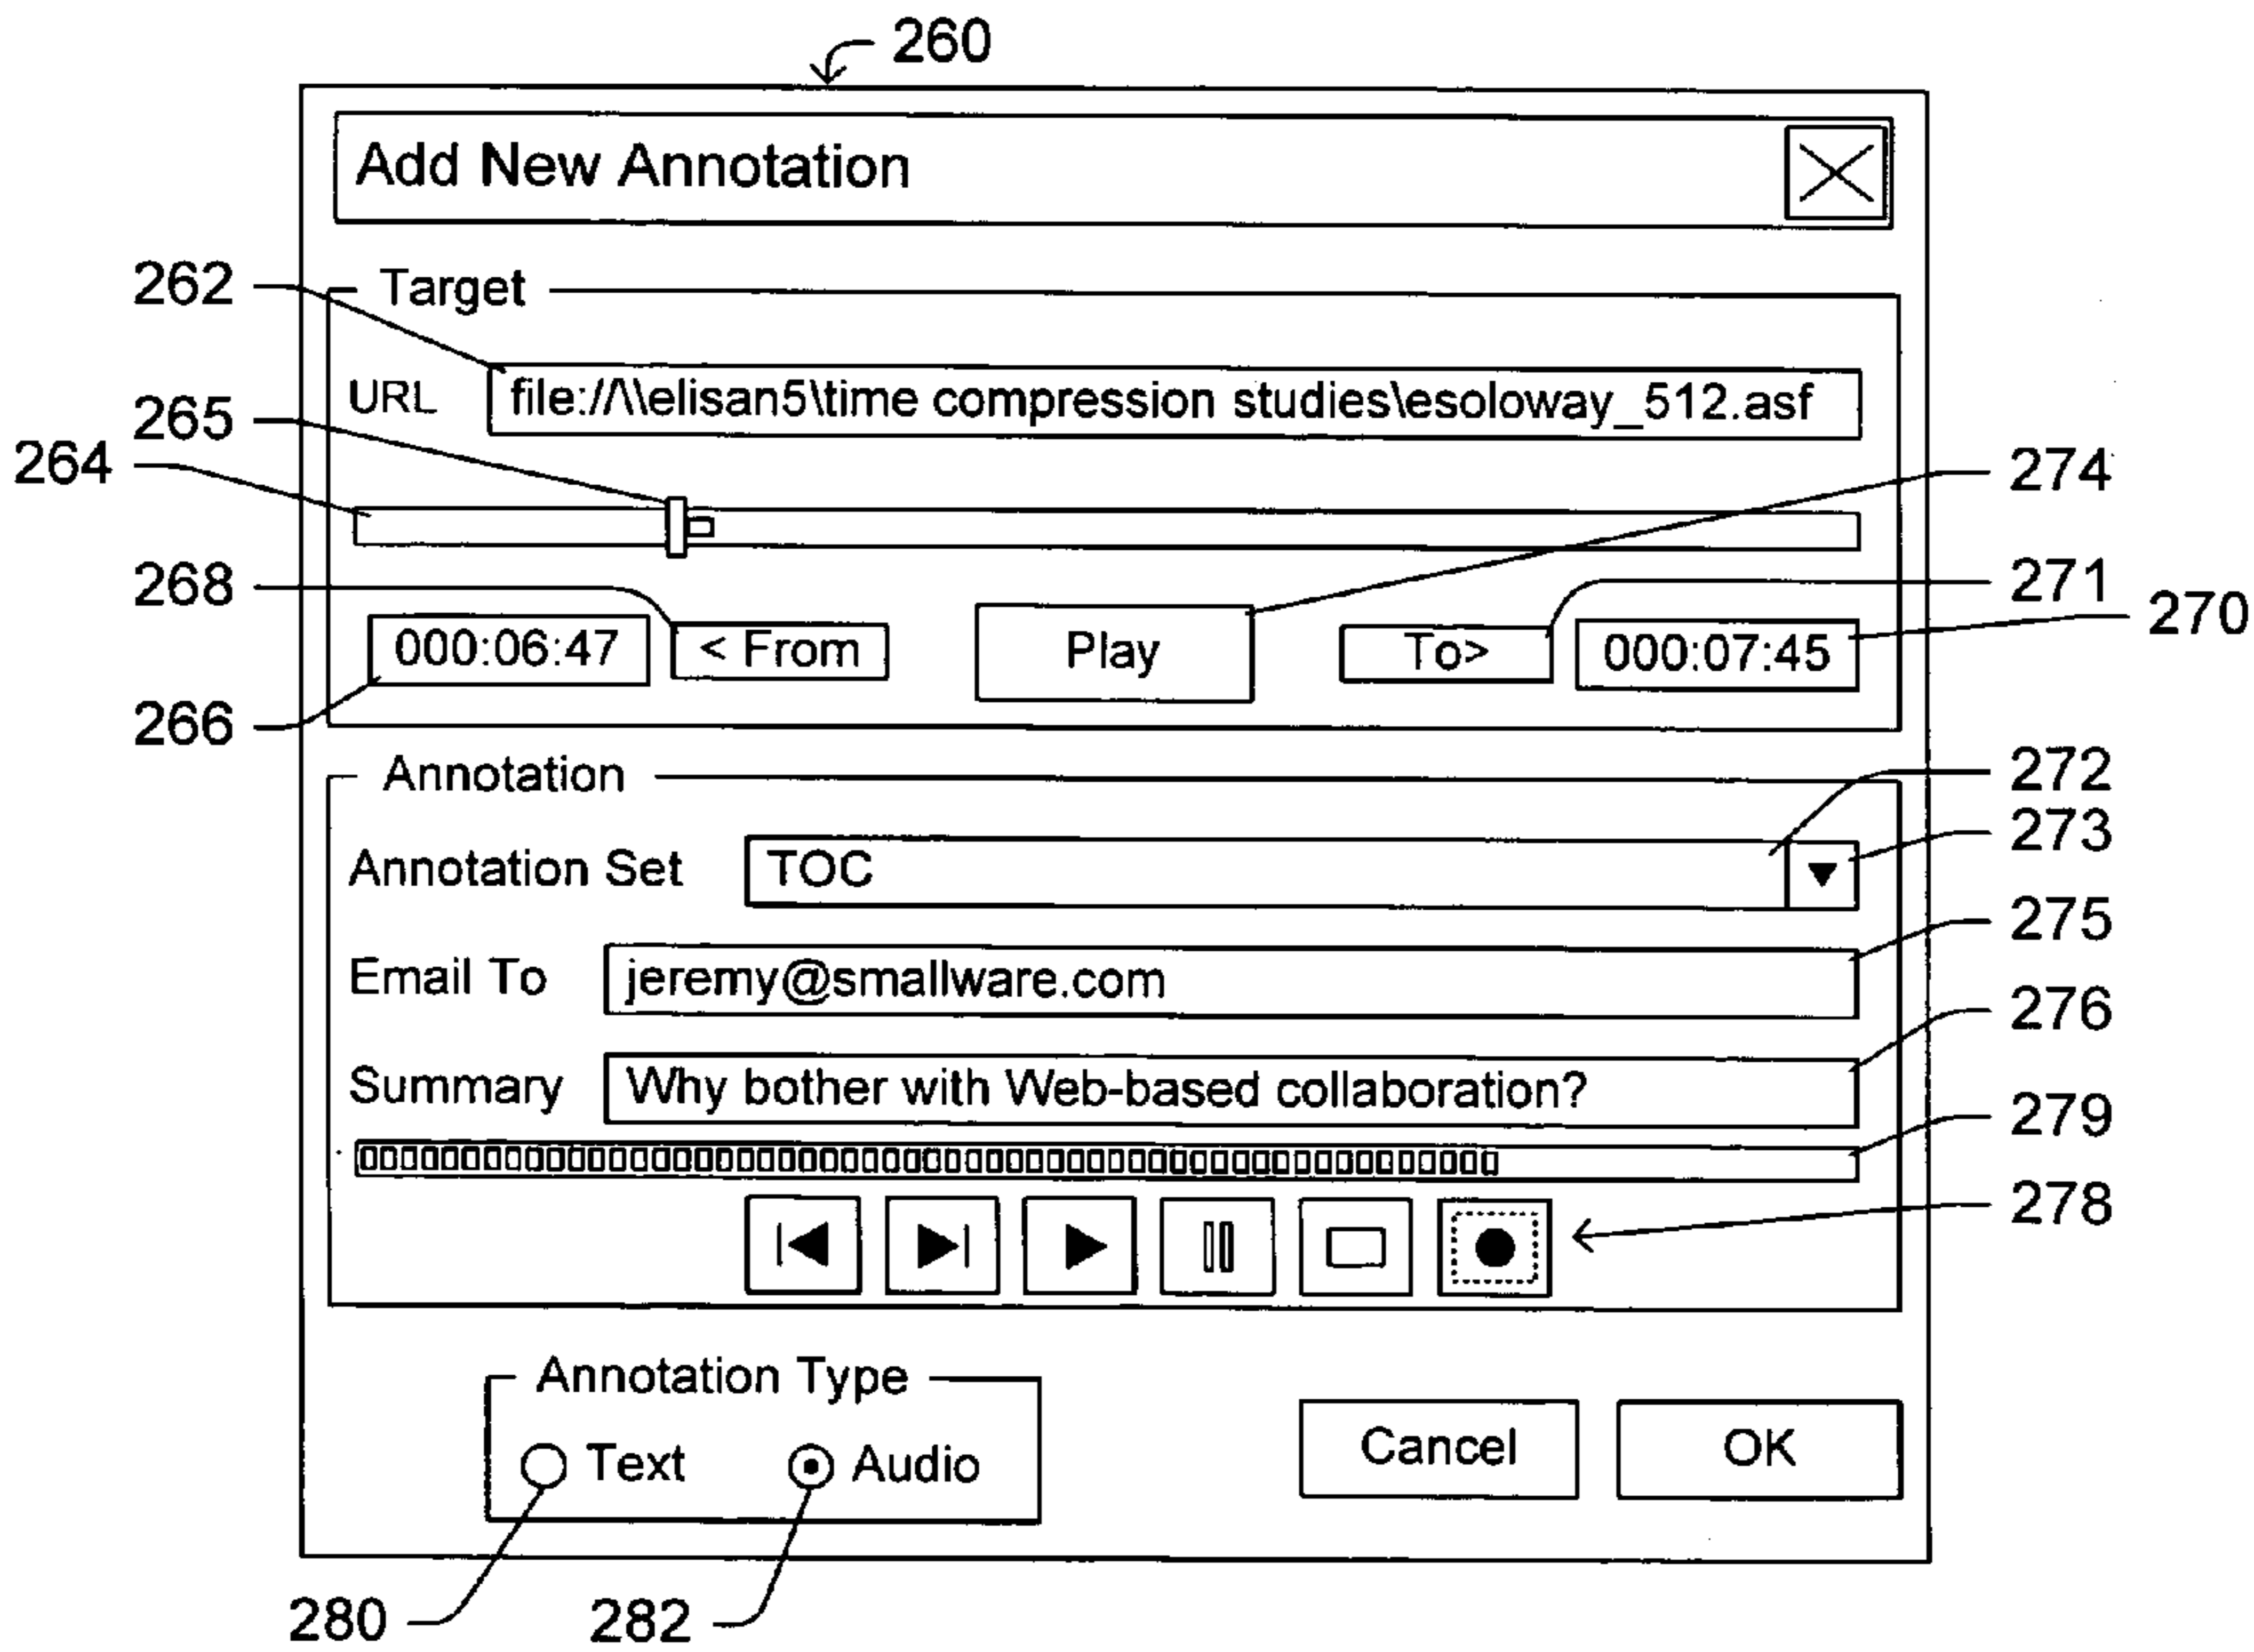 260
Add New Annotation
262
Target
URL
file://\\\elisan5\time compression studies\esoloway_512.asf
265
264
274
268
271
270
000:06:47
< From
Play
To>
000:07:45
266
Annotation
272
273
Annotation Set
TOC
275
Email To
jeremy@smallware.com
276
Summary
Why bother with Web-based collaboration?
279
278
Annotation Type
Text
Audio
Cancel
OK
280
282